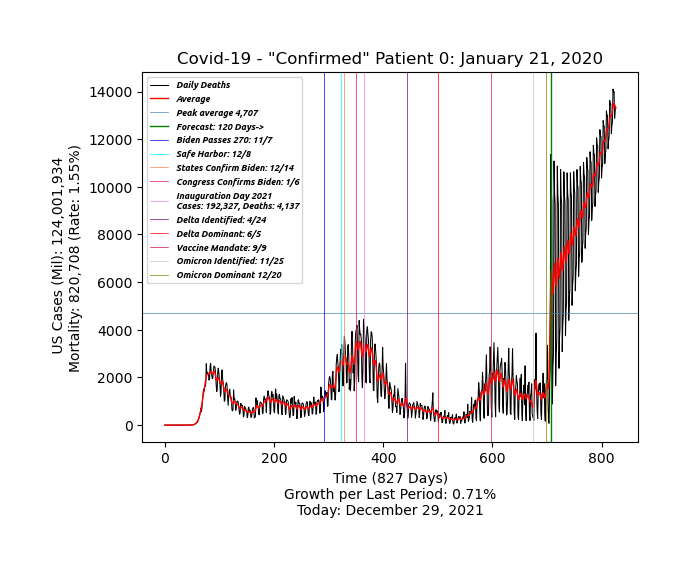 Covid-19 - "Confirmed" Patient 0: January 21, 2020
Daily Deaths
Average
Peak average 4,707
Forecast: 120 Days->
Biden Passes 270: 11/7
Safe Harbor: 12/8
States Confirm Biden: 12/14
Congress Confirms Biden: 1/6
Inauguration Day 2021
Cases: 192,327, Deaths: 4,137
Delta Identified: 4/24
Delta Dominant: 6/5
Vaccine Mandate: 9/9
Omicron Identified 11/25
Omicron Dominant 12/20
US Cases (Mil): 124,001,934
Mortality: 820,708 (Rate: 1.55%)
14000
12000
10000
8000
6000
4000
2000
0
0 200 400 600 800
Time (827 Days)
Growth per Last Period: 0.71%
Today: December 29, 2021